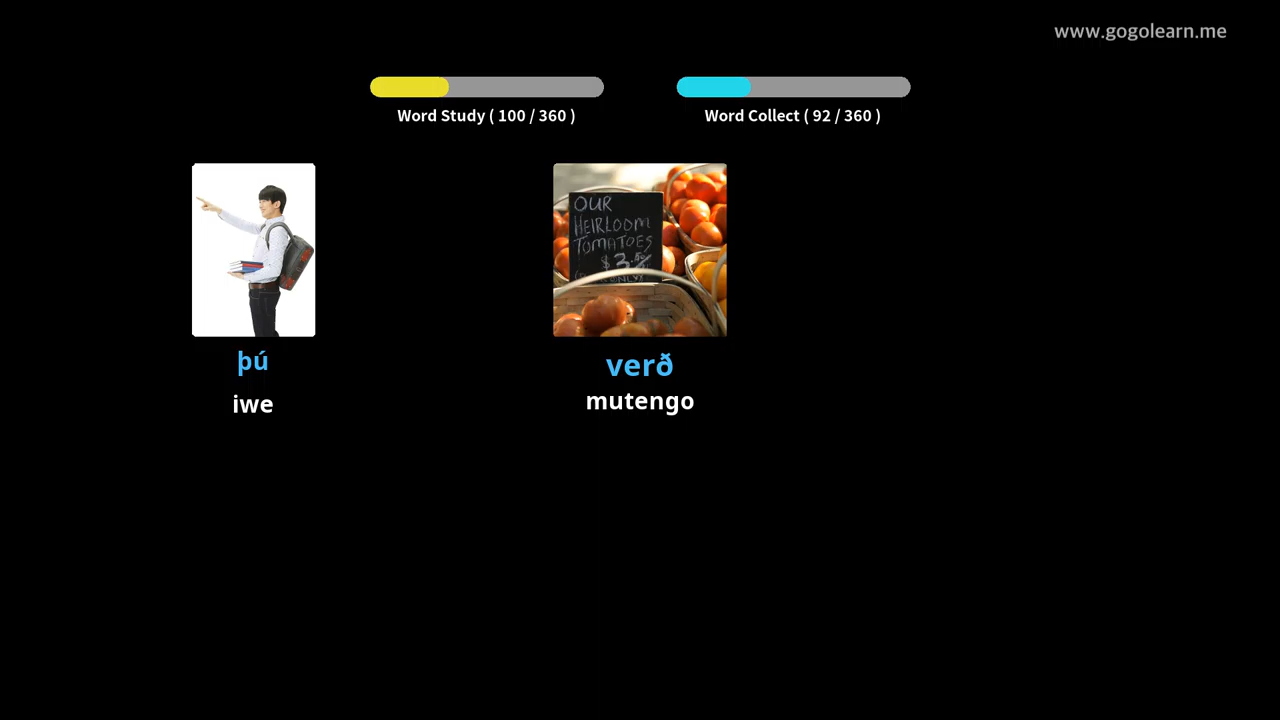 www.gogolearn.me
Word Study ( 100 / 360 )
Word Collect ( 92 / 360 )
OUR
HEIRLOOM
TOMATOES
þú
verð
iwe
mutengo